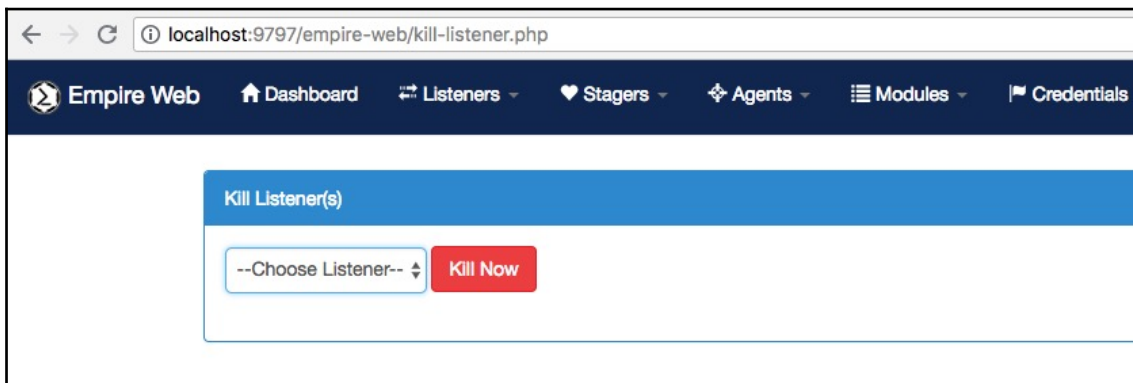 localhost:9797/empire-web/kill-listener.php
Empire Web Dashboard Listeners Stagers Agents Modules Credentials
Kill Listener(s)
--Choose Listener-- Kill Now